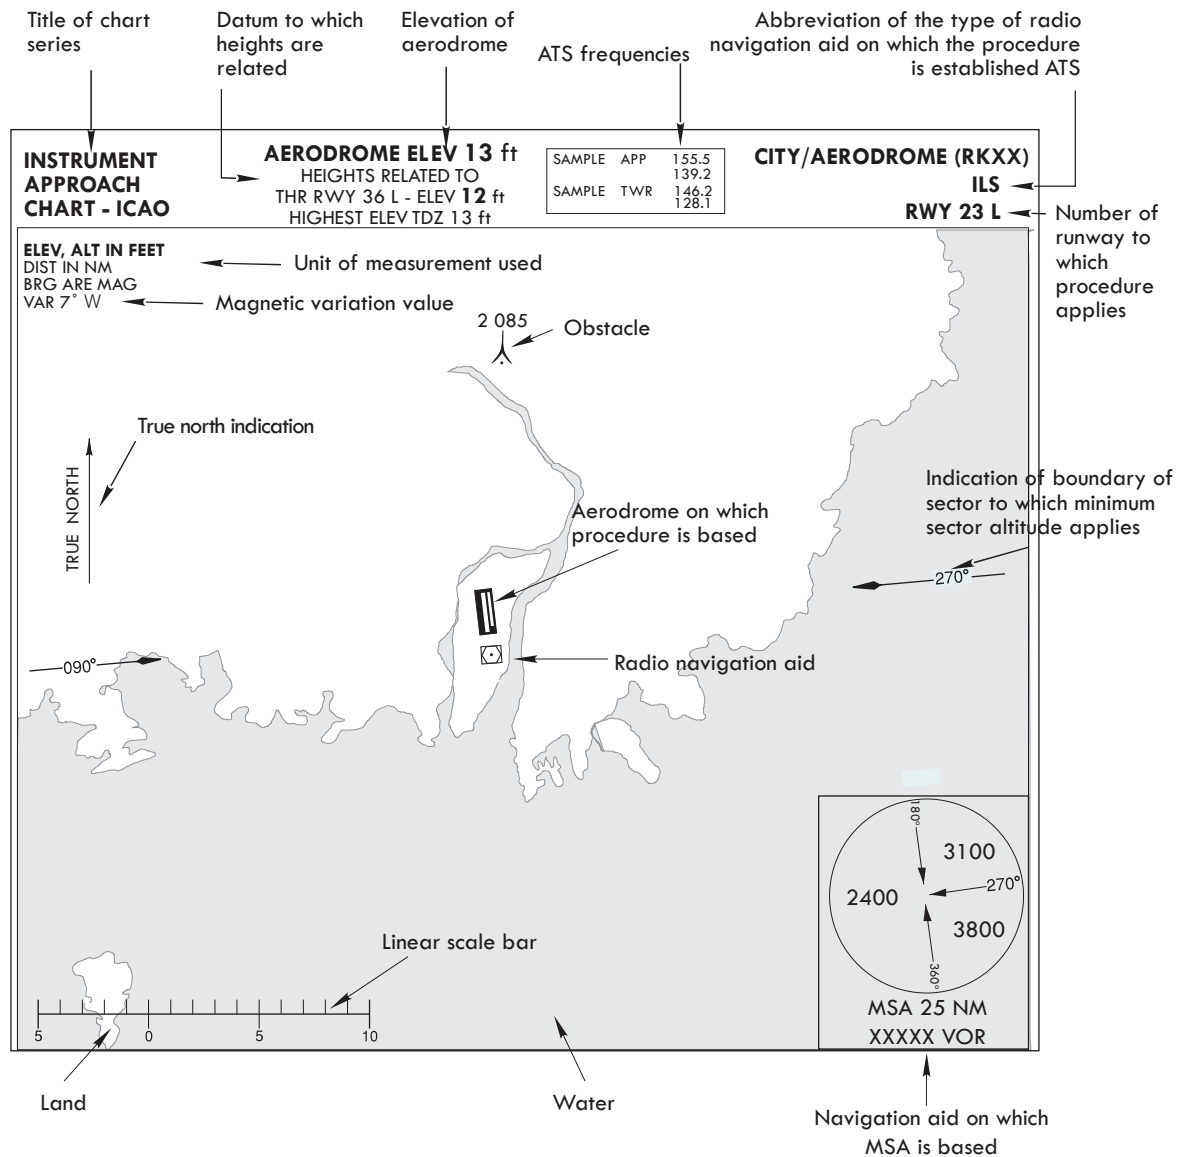 Title of chart
series
Datum to which
heights are
related
Elevation of
aerodrome
ATS frequencies
Abbreviation of the type of radio
navigation aid on which the procedure
is established ATS
INSTRUMENT
APPROACH
CHART - ICAO
AERODROME ELEV 13 ft
HEIGHTS RELATED TO
THR RWY 36 L - ELEV 12 ft
HIGHEST ELEV TDZ 13 ft
SAMPLE APP 155.5
139.2
SAMPLE TWR 146.2
128.1
CITY/AERODROME (RKXX)
ILS
RWY 23 L
Number of
runway to
which
procedure
applies
ELEV, ALT IN FEET
DIST IN NM
BRG ARE MAG
VAR 7° W
Unit of measurement used
Magnetic variation value
2 085
Obstacle
True north indication
TRUE NORTH
Indication of boundary of
sector to which minimum
sector altitude applies
Aerodrome on which
procedure is based
270°
090°
Radio navigation aid
180°
3100
270°
2400
3800
360°
MSA 25 NM
XXXXX VOR
Linear scale bar
5 0 5 10
Land
Water
Navigation aid on which
MSA is based